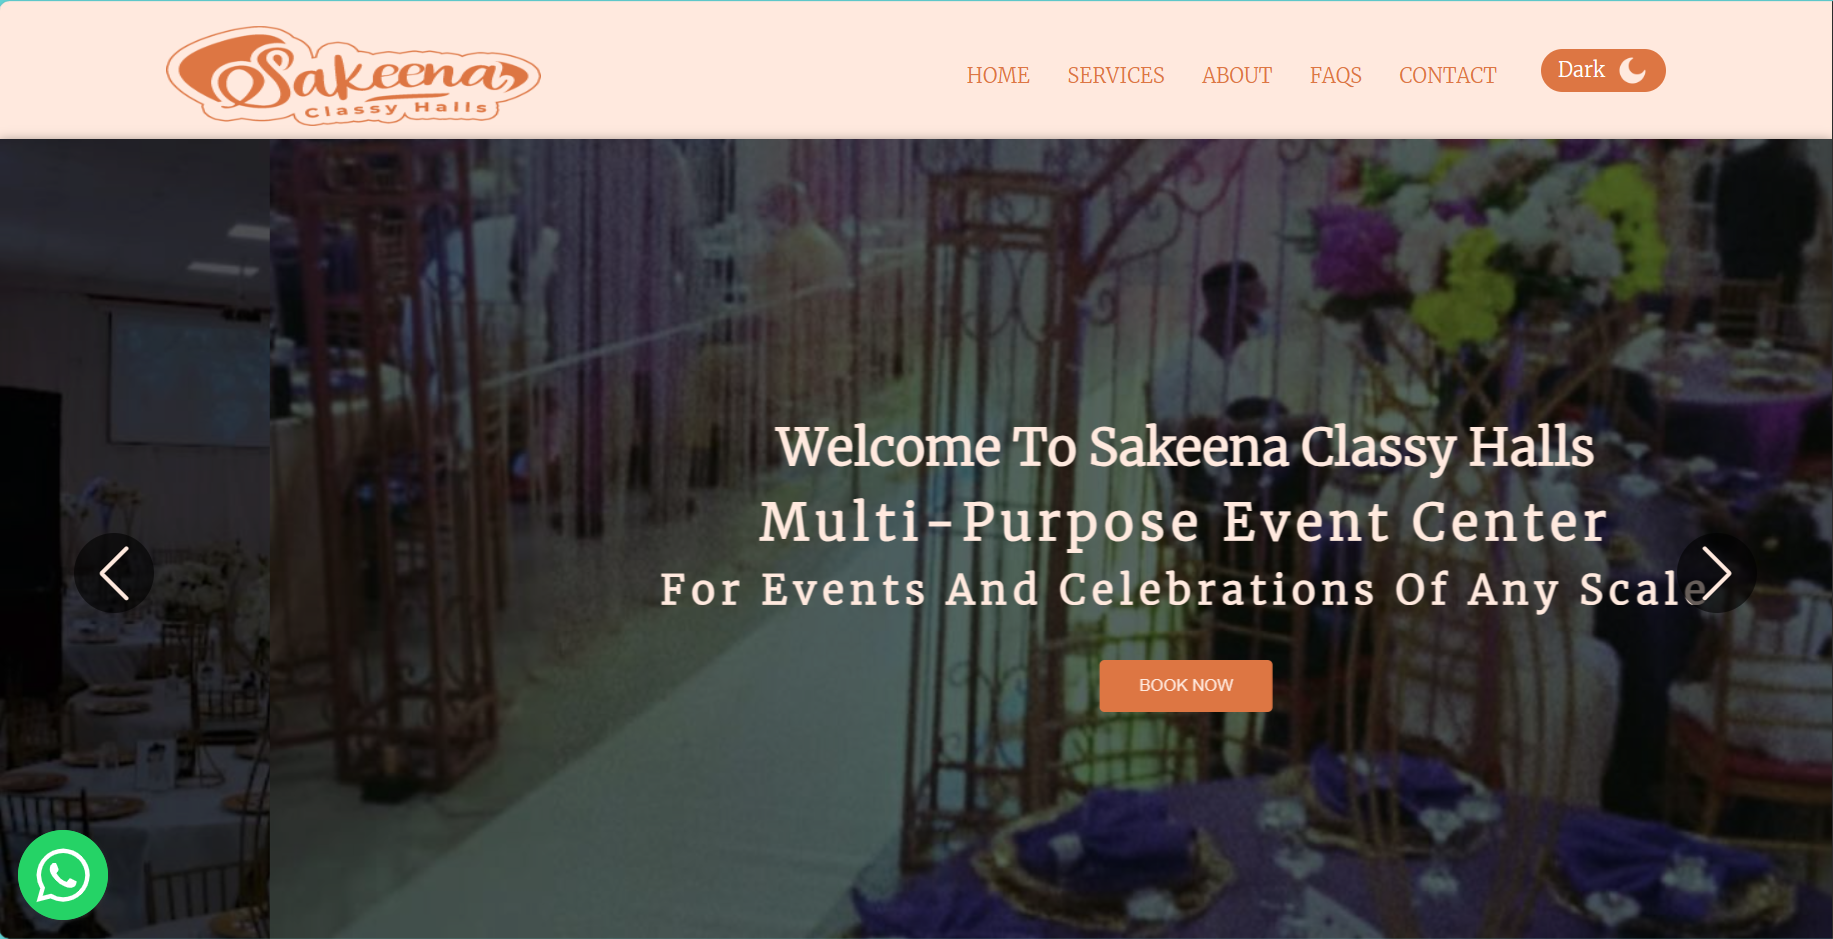 Sakeena
Classy Halls
HOME SERVICES ABOUT FAQS CONTACT Dark
Welcome To Sakeena Classy Halls
Multi-Purpose Event Center
For Events And Celebrations Of Any Scale
BOOK NOW